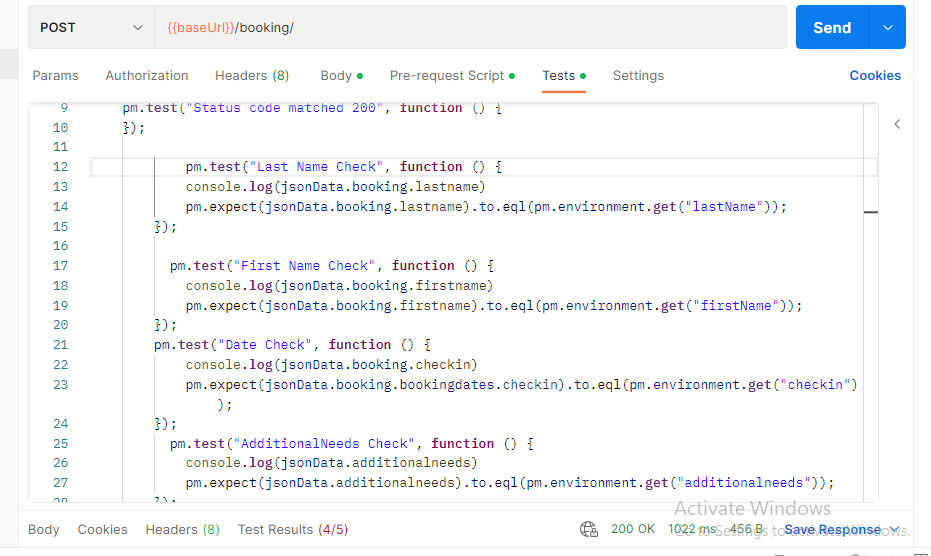 POST
{{baseUrl}}/booking/
Send
Params Authorization Headers (8) Body Pre-request Script Tests Settings Cookies
9 pm.test("Status code matched 200", function () {
10 });
11
12 pm.test("Last Name Check", function () {
13 console.log(jsonData.booking.lastname)
14 pm.expect(jsonData.booking.lastname).to.eql(pm.environment.get("lastName"));
15 });
16
17 pm.test("First Name Check", function () {
18 console.log(jsonData.booking.firstname)
19 pm.expect(jsonData.booking.firstname).to.eql(pm.environment.get("firstName"));
20 });
21 pm.test("Date Check", function () {
22 console.log(jsonData.booking.checkin)
23 pm.expect(jsonData.booking.bookingdates.checkin).to.eql(pm.environment.get("checkin")
);
24 });
25 pm.test("AdditionalNeeds Check", function () {
26 console.log(jsonData.additionalneeds)
27 pm.expect(jsonData.additionalneeds).to.eql(pm.environment.get("additionalneeds"));
28 });
Activate Windows
Go to Settings to activate Windows.
Body Cookies Headers (8) Test Results (4/5) 200 OK 1022 ms 456 B Save Response